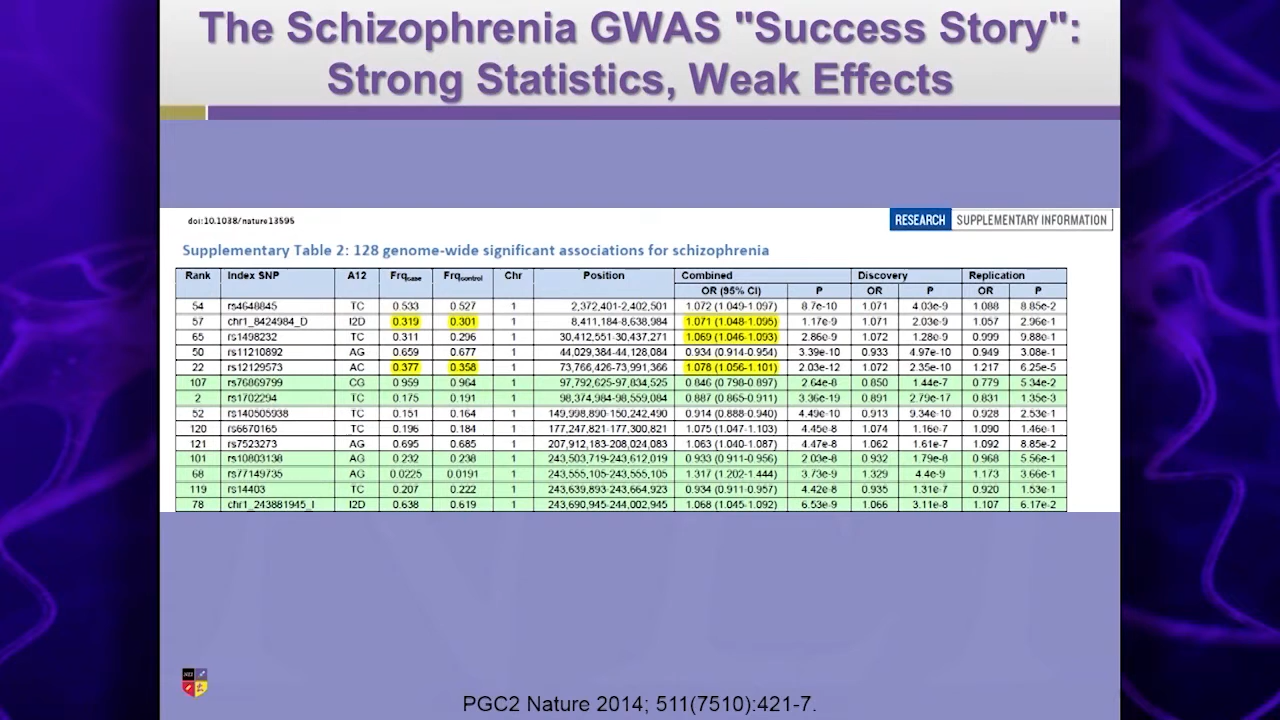 The Schizophrenia GWAS "Success Story":
Strong Statistics, Weak Effects
doi:10.1038/nature13595
RESEARCH SUPPLEMENTARY INFORMATION
Supplementary Table 2: 128 genome-wide significant associations for schizophrenia
Rank Index SNP A12 Frqcase Frqcontrol Chr Position Combined Discovery Replication
OR (95% CI) P OR P OR P
54 rs4648845 TC 0.533 0.527 1 2,372,401-2,402,501 1.072 (1.049-1.097) 8.7e-10 1.071 4.03e-9 1.088 8.85e-2
57 chr1_8424984_D I2D 0.319 0.301 1 8,411,184-8,638,984 1.071 (1.048-1.095) 1.17e-9 1.071 2.03e-9 1.057 2.96e-1
65 rs1498232 TC 0.311 0.296 1 30,412,551-30,437,271 1.069 (1.046-1.093) 2.86e-9 1.072 1.28e-9 0.999 9.88e-1
50 rs11210892 AG 0.659 0.677 1 44,029,384-44,128,084 0.934 (0.914-0.954) 3.39e-10 0.933 4.97e-10 0.949 3.08e-1
22 rs12129573 AC 0.377 0.358 1 73,766,426-73,991,366 1.078 (1.056-1.101) 2.03e-12 1.072 2.35e-10 1.217 6.25e-5
107 rs76869799 CG 0.959 0.964 1 97,792,625-97,834,525 0.846 (0.798-0.897) 2.64e-8 0.850 1.44e-7 0.779 5.34e-2
2 rs1702294 TC 0.175 0.191 1 98,374,984-98,559,084 0.887 (0.865-0.911) 3.36e-19 0.891 2.79e-17 0.831 1.35e-3
52 rs140505938 TC 0.151 0.164 1 149,998,890-150,242,490 0.914 (0.888-0.940) 4.49e-10 0.913 9.34e-10 0.928 2.53e-1
120 rs6670165 TC 0.196 0.184 1 177,247,821-177,300,821 1.075 (1.047-1.103) 4.45e-8 1.074 1.16e-7 1.090 1.46e-1
121 rs7523273 AG 0.695 0.685 1 207,912,183-208,024,083 1.063 (1.040-1.087) 4.47e-8 1.062 1.61e-7 1.092 8.85e-2
101 rs10803138 AG 0.232 0.238 1 243,503,719-243,612,019 0.933 (0.911-0.956) 2.03e-8 0.932 1.79e-8 0.968 5.56e-1
68 rs77149735 AG 0.0225 0.0191 1 243,555,105-243,555,105 1.317 (1.202-1.444) 3.73e-9 1.329 4.4e-9 1.173 3.66e-1
119 rs14403 TC 0.207 0.222 1 243,639,893-243,664,923 0.934 (0.911-0.957) 4.42e-8 0.935 1.31e-7 0.920 1.53e-1
78 chr1_243881945_I I2D 0.638 0.619 1 243,690,945-244,002,945 1.068 (1.045-1.092) 6.53e-9 1.066 3.11e-8 1.107 6.17e-2
PGC2 Nature 2014; 511(7510):421-7.